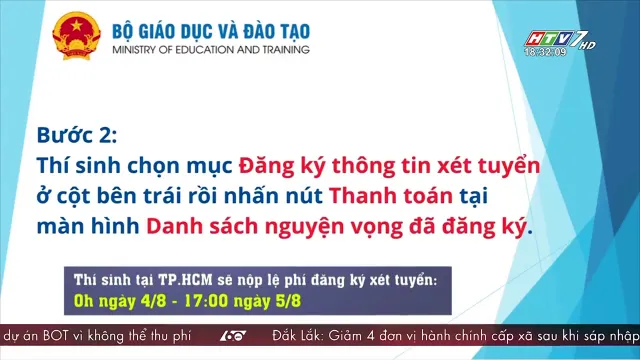 BỘ GIÁO DỤC VÀ ĐÀO TẠO
MINISTRY OF EDUCATION AND TRAINING
HTV7 HD
18:32:09
Bước 2:
Thí sinh chọn mục Đăng ký thông tin xét tuyển
ở cột bên trái rồi nhấn nút Thanh toán tại
màn hình Danh sách nguyện vọng đã đăng ký.
Thí sinh tại TP.HCM sẽ nộp lệ phí đăng ký xét tuyển:
0h ngày 4/8 - 17:00 ngày 5/8
dự án BOT vì không thể thu phí
Đắk Lắk: Giảm 4 đơn vị hành chính cấp xã sau khi sáp nhập